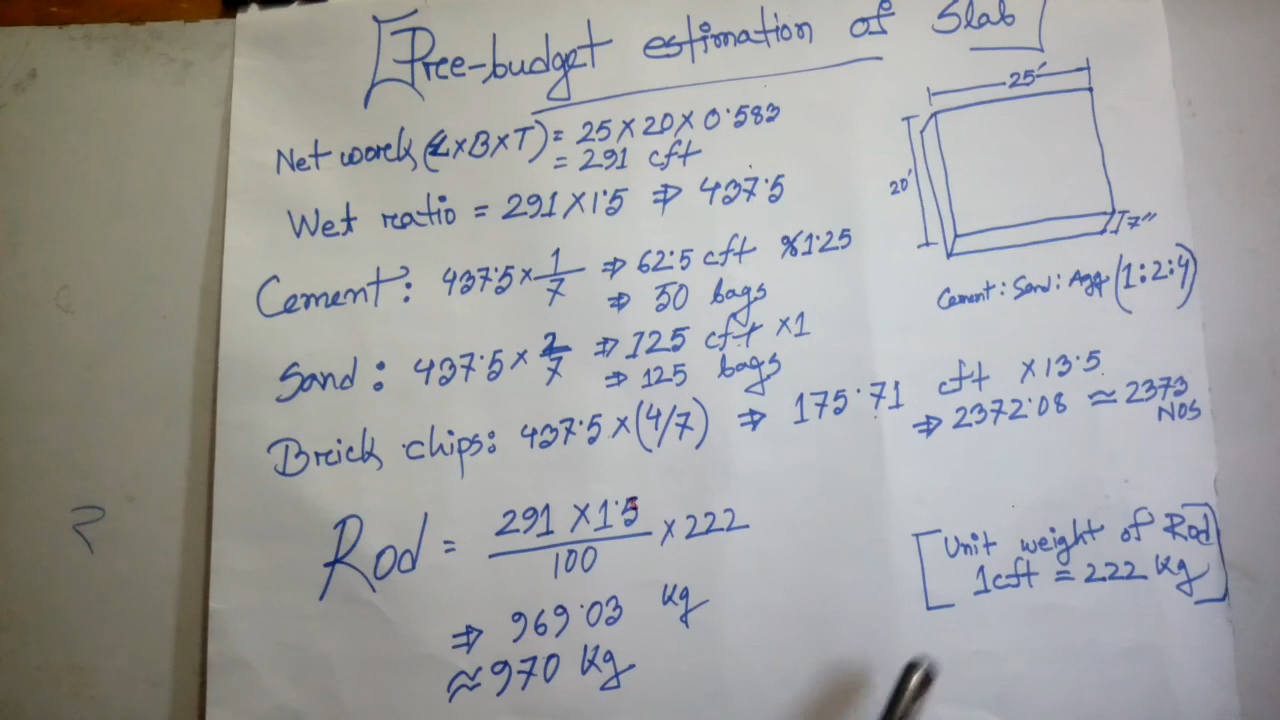 Pree-budget estimation of Slab
Net work (L×B×T) = 25 × 20 × 0.583
= 291 cft
Wet ratio = 291 × 1.5 ⇒ 437.5
Cement: 437.5 × 1/7 ⇒ 62.5 cft % 1.25
⇒ 50 bags
Sand: 437.5 × 2/7 ⇒ 125 cft × 1
⇒ 125 bags
Brick chips: 437.5 × (4/7) ⇒ 175.71 cft × 13.5
⇒ 2372.08 ≈ 2373
NOS
Rod = 291 × 1.5 / 100 × 222
⇒ 969.03 Kg
≈ 970 Kg
25'
20'
7"
Cement: Sand: Agg (1:2:4)
[Unit weight of Rod
1cft = 222 Kg]